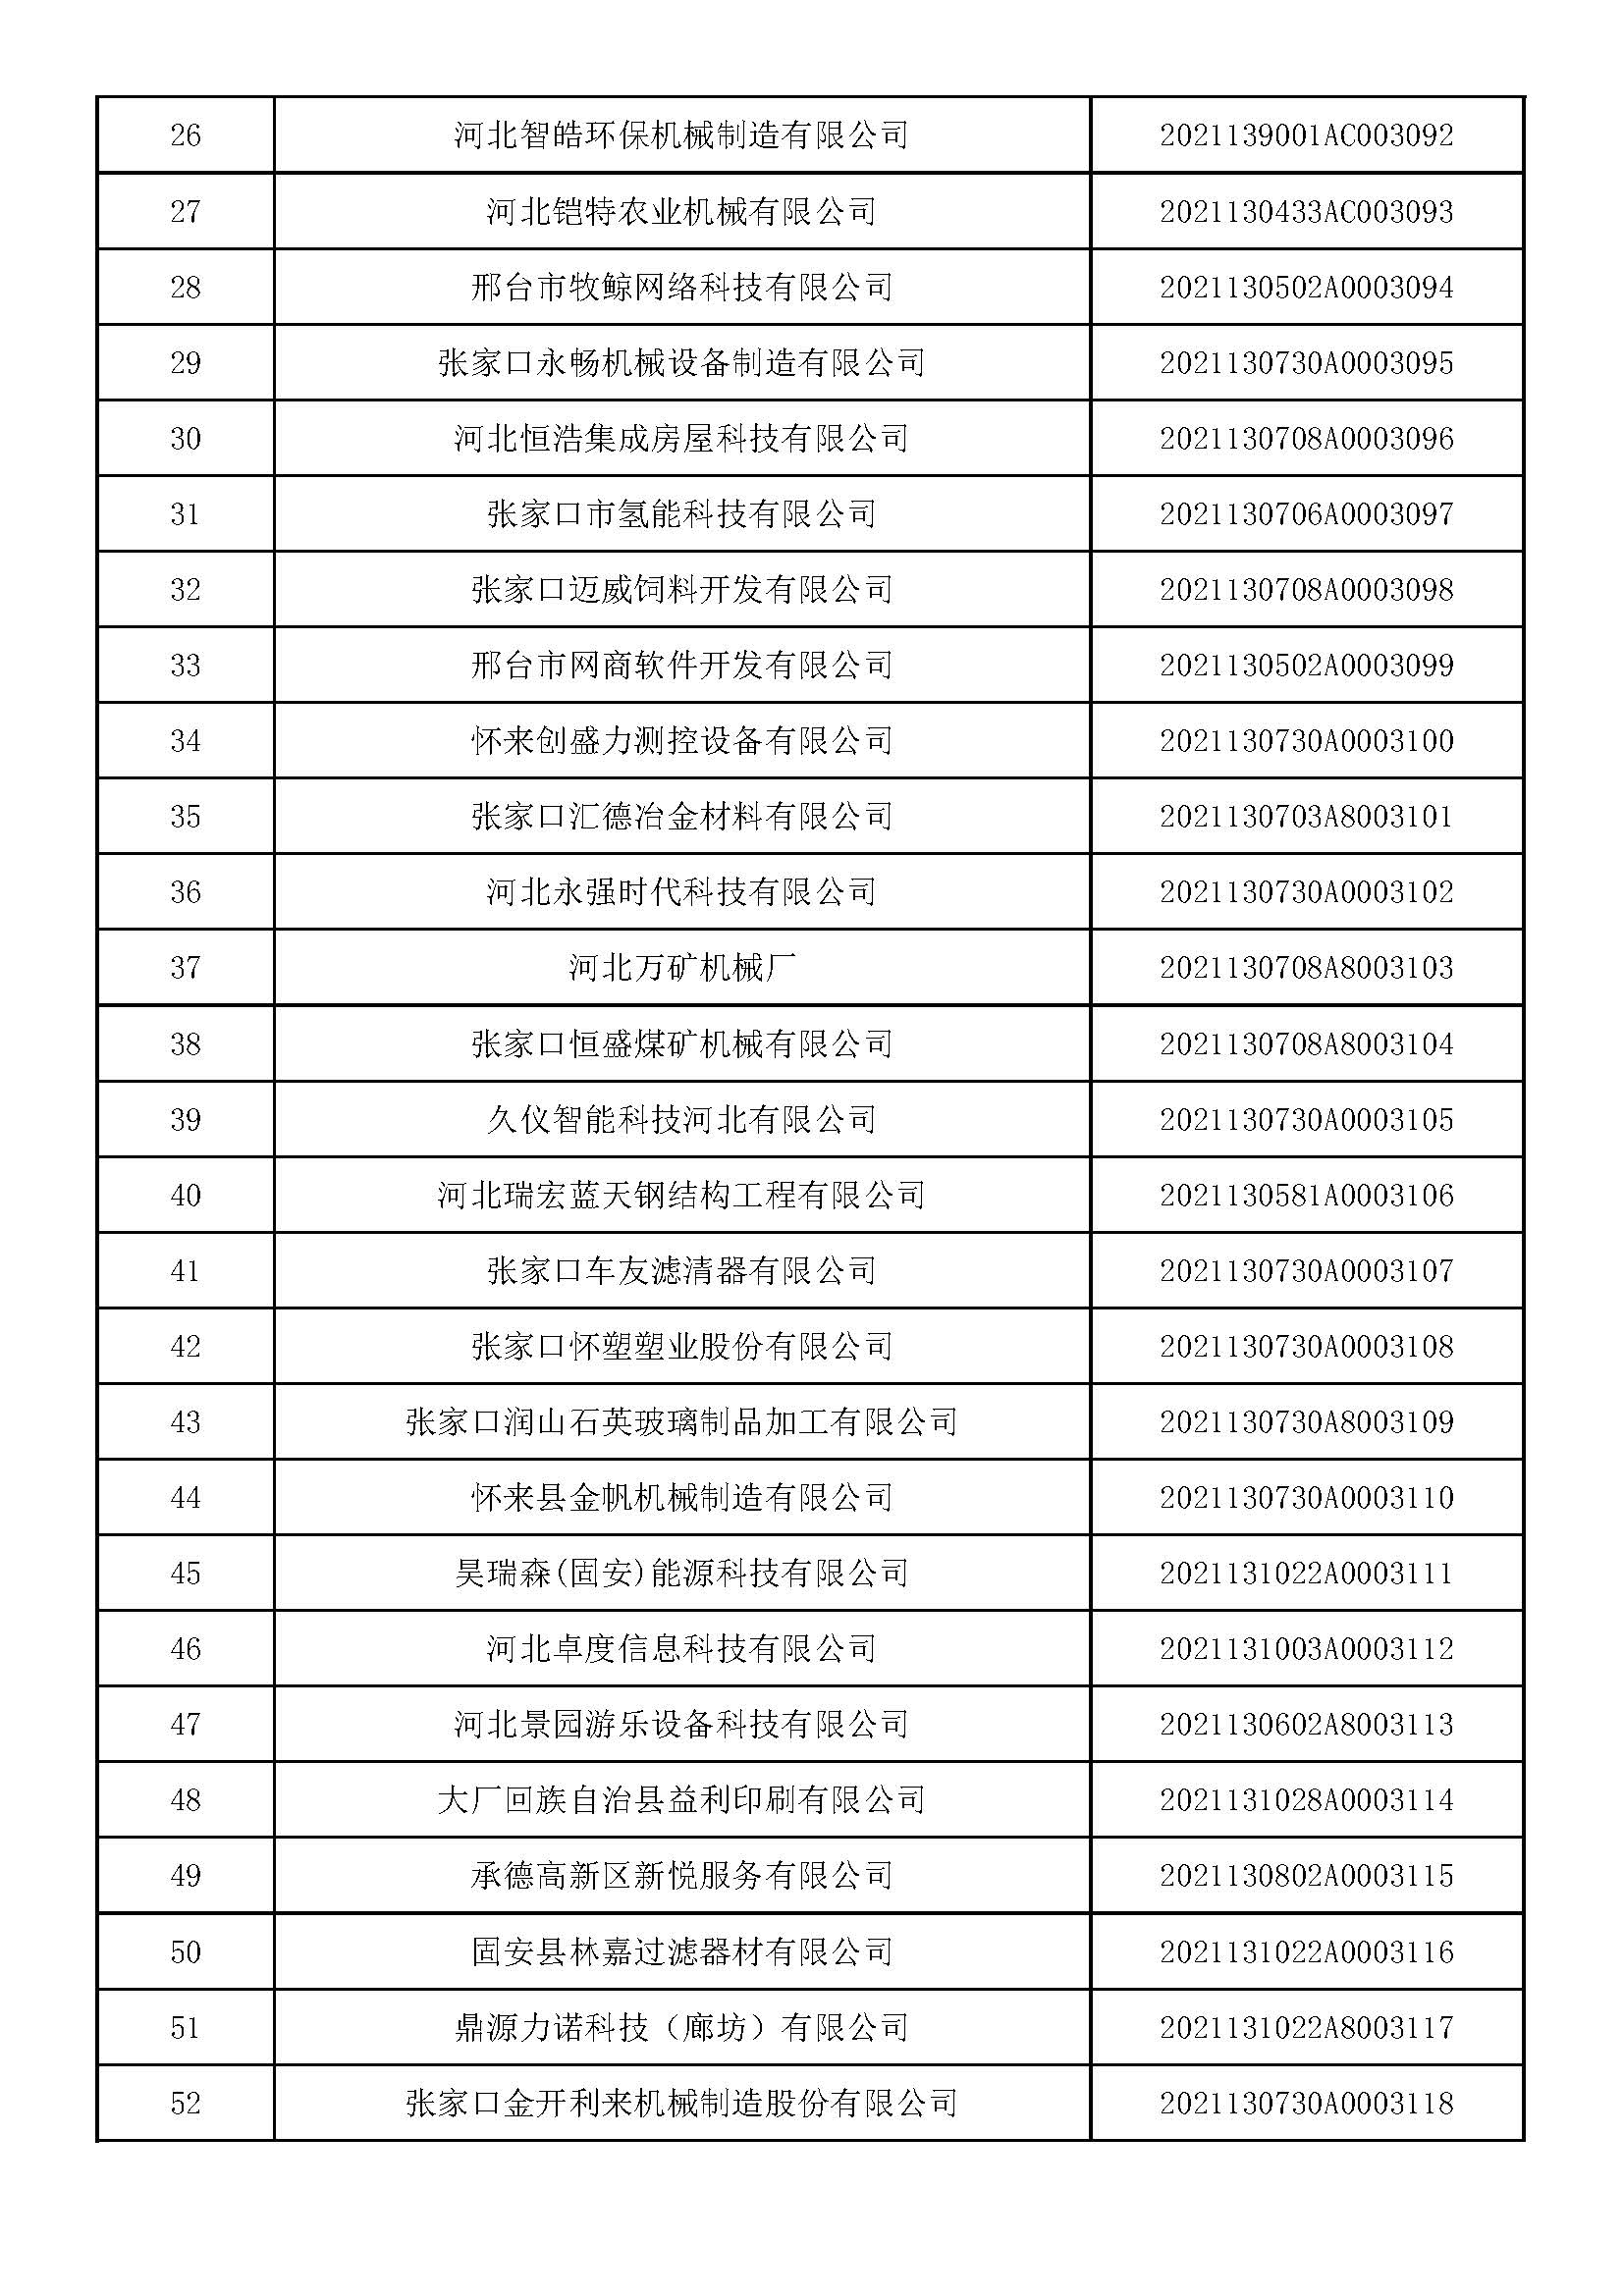 26 河北智皓环保机械制造有限公司 2021139001AC003092
27 河北铠特农业机械有限公司 2021130433AC003093
28 邢台市牧鲸网络科技有限公司 2021130502A0003094
29 张家口永畅机械设备制造有限公司 2021130730A0003095
30 河北恒浩集成房屋科技有限公司 2021130708A0003096
31 张家口市氢能科技有限公司 2021130706A0003097
32 张家口迈威饲料开发有限公司 2021130708A0003098
33 邢台市网商软件开发有限公司 2021130502A0003099
34 怀来创盛力测控设备有限公司 2021130730A0003100
35 张家口汇德冶金材料有限公司 2021130703A8003101
36 河北永强时代科技有限公司 2021130730A0003102
37 河北万矿机械厂 2021130708A8003103
38 张家口恒盛煤矿机械有限公司 2021130708A8003104
39 久仪智能科技河北有限公司 2021130730A0003105
40 河北瑞宏蓝天钢结构工程有限公司 2021130581A0003106
41 张家口车友滤清器有限公司 2021130730A0003107
42 张家口怀塑塑业股份有限公司 2021130730A0003108
43 张家口润山石英玻璃制品加工有限公司 2021130730A8003109
44 怀来县金帆机械制造有限公司 2021130730A0003110
45 昊瑞森(固安)能源科技有限公司 2021131022A0003111
46 河北卓度信息科技有限公司 2021131003A0003112
47 河北景园游乐设备科技有限公司 2021130602A8003113
48 大厂回族自治县益利印刷有限公司 2021131028A0003114
49 承德高新区新悦服务有限公司 2021130802A0003115
50 固安县林嘉过滤器材有限公司 2021131022A0003116
51 鼎源力诺科技（廊坊）有限公司 2021131022A8003117
52 张家口金开利来机械制造股份有限公司 2021130730A0003118